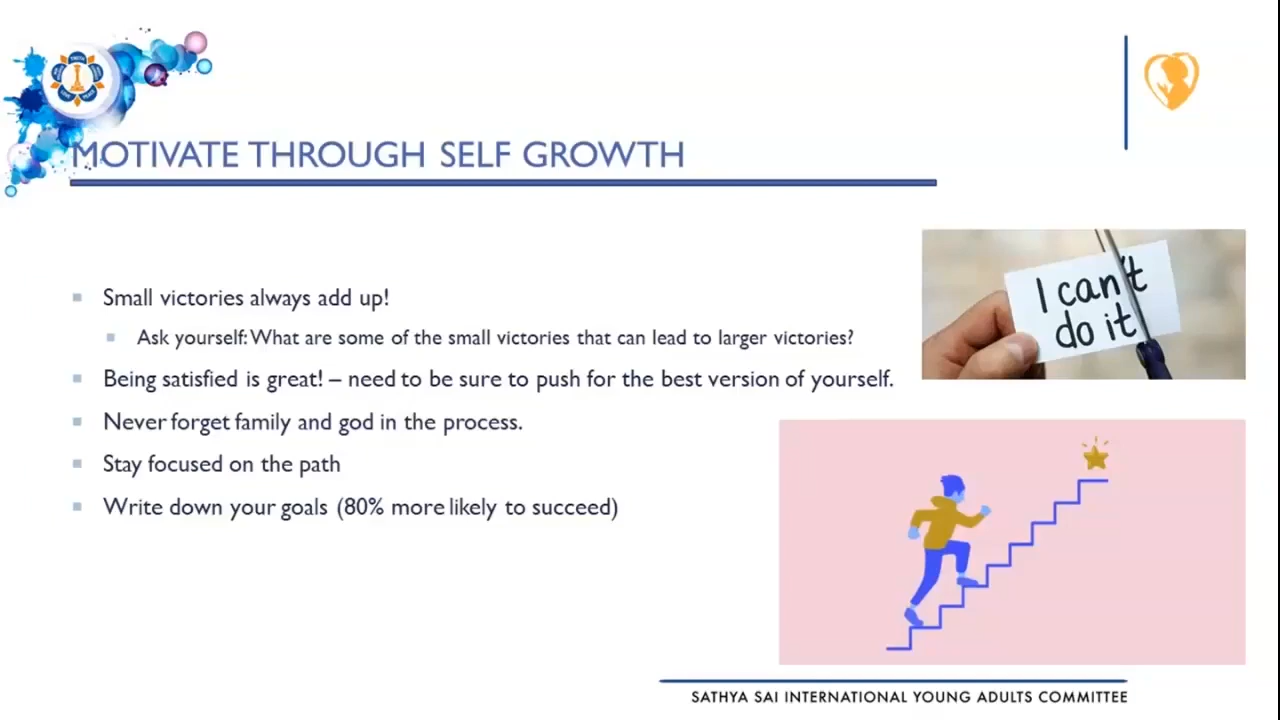 MOTIVATE THROUGH SELF GROWTH
Small victories always add up!
Ask yourself: What are some of the small victories that can lead to larger victories?
Being satisfied is great! – need to be sure to push for the best version of yourself.
Never forget family and god in the process.
Stay focused on the path
Write down your goals (80% more likely to succeed)
I can't
do it
SATHYA SAI INTERNATIONAL YOUNG ADULTS COMMITTEE